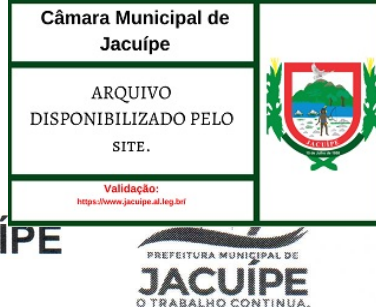 Câmara Municipal de
Jacuípe
ARQUIVO
DISPONIBILIZADO PELO
SITE.
Validação:
https://www.jacuipe.al.leg.br/
JACUÍPE
ÍPE
PREFEITURA MUNICIPAL DE
JACUÍPE
O TRABALHO CONTINUA.